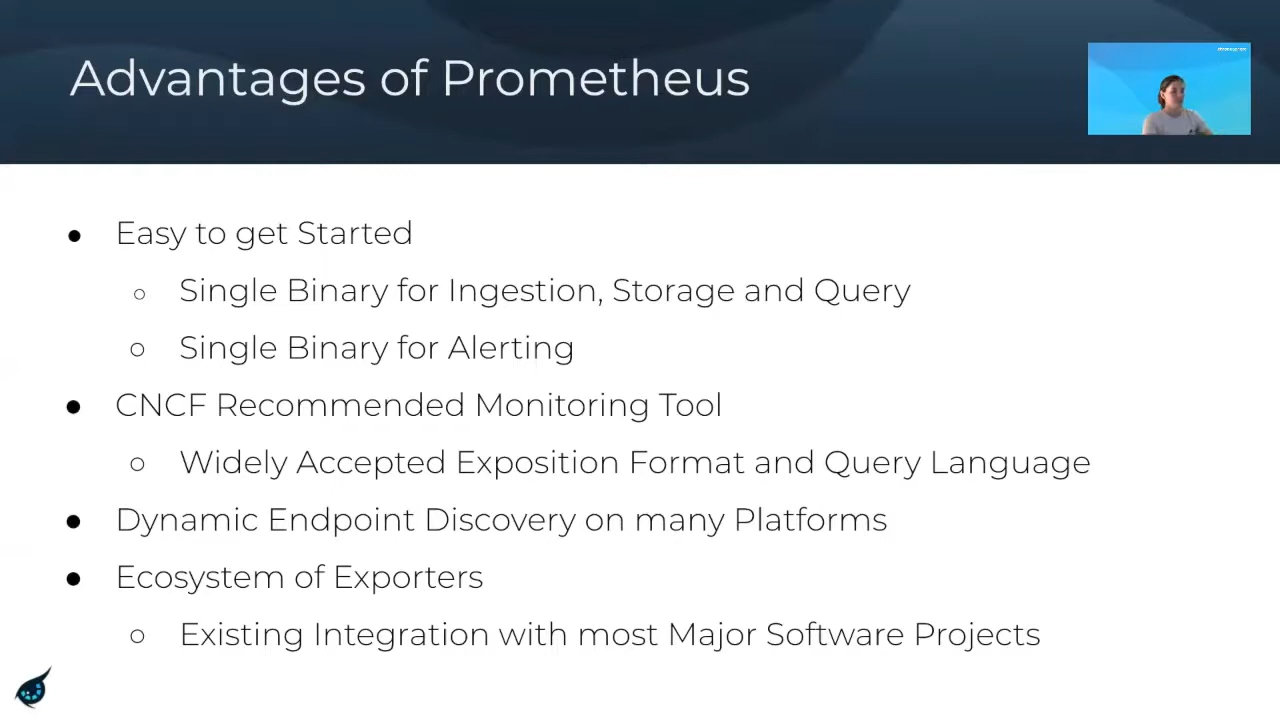 Advantages of Prometheus
Easy to get Started
Single Binary for Ingestion, Storage and Query
Single Binary for Alerting
CNCF Recommended Monitoring Tool
Widely Accepted Exposition Format and Query Language
Dynamic Endpoint Discovery on many Platforms
Ecosystem of Exporters
Existing Integration with most Major Software Projects